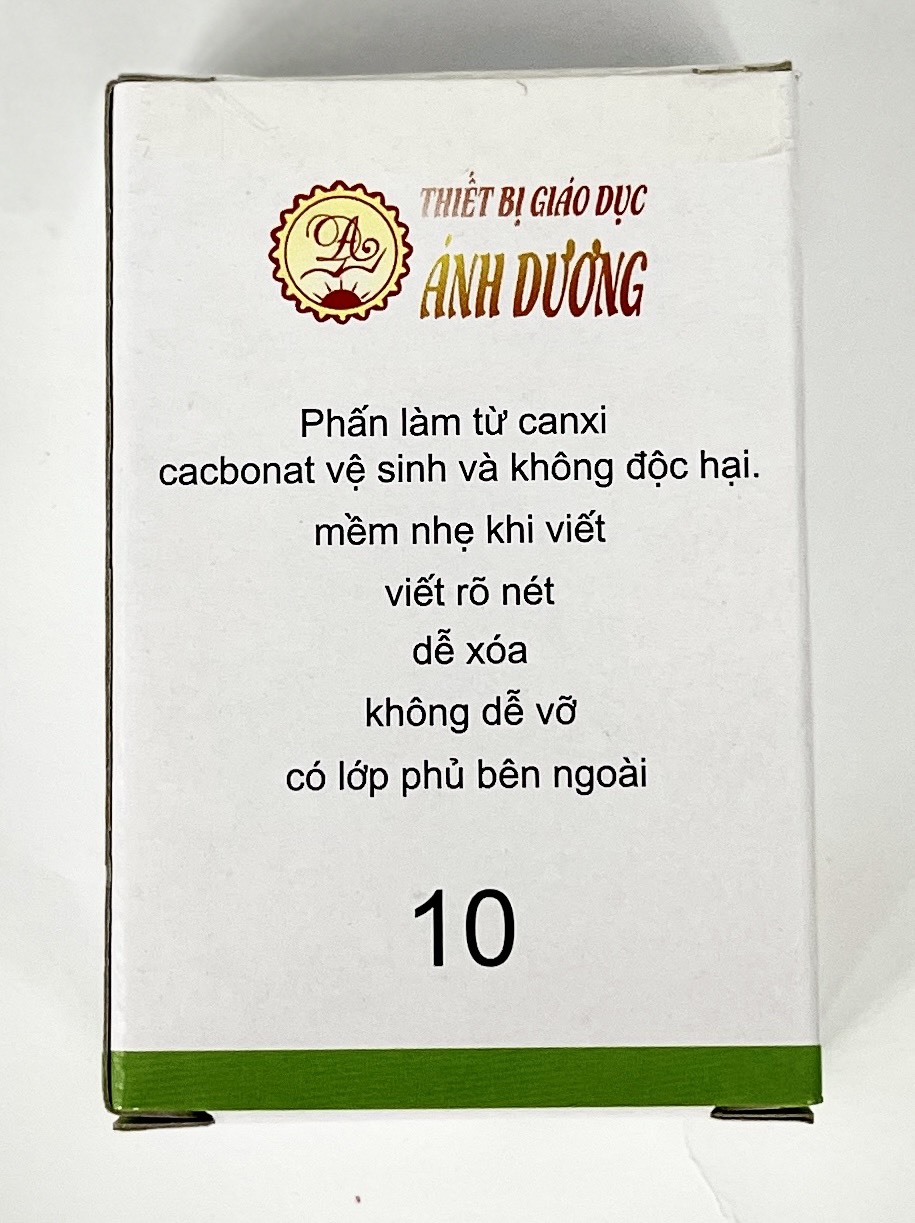 THIẾT BỊ GIÁO DỤC
ÁNH DƯƠNG
Phấn làm từ canxi
cacbonat vệ sinh và không độc hại.
mềm nhẹ khi viết
viết rõ nét
dễ xóa
không dễ vỡ
có lớp phủ bên ngoài
10